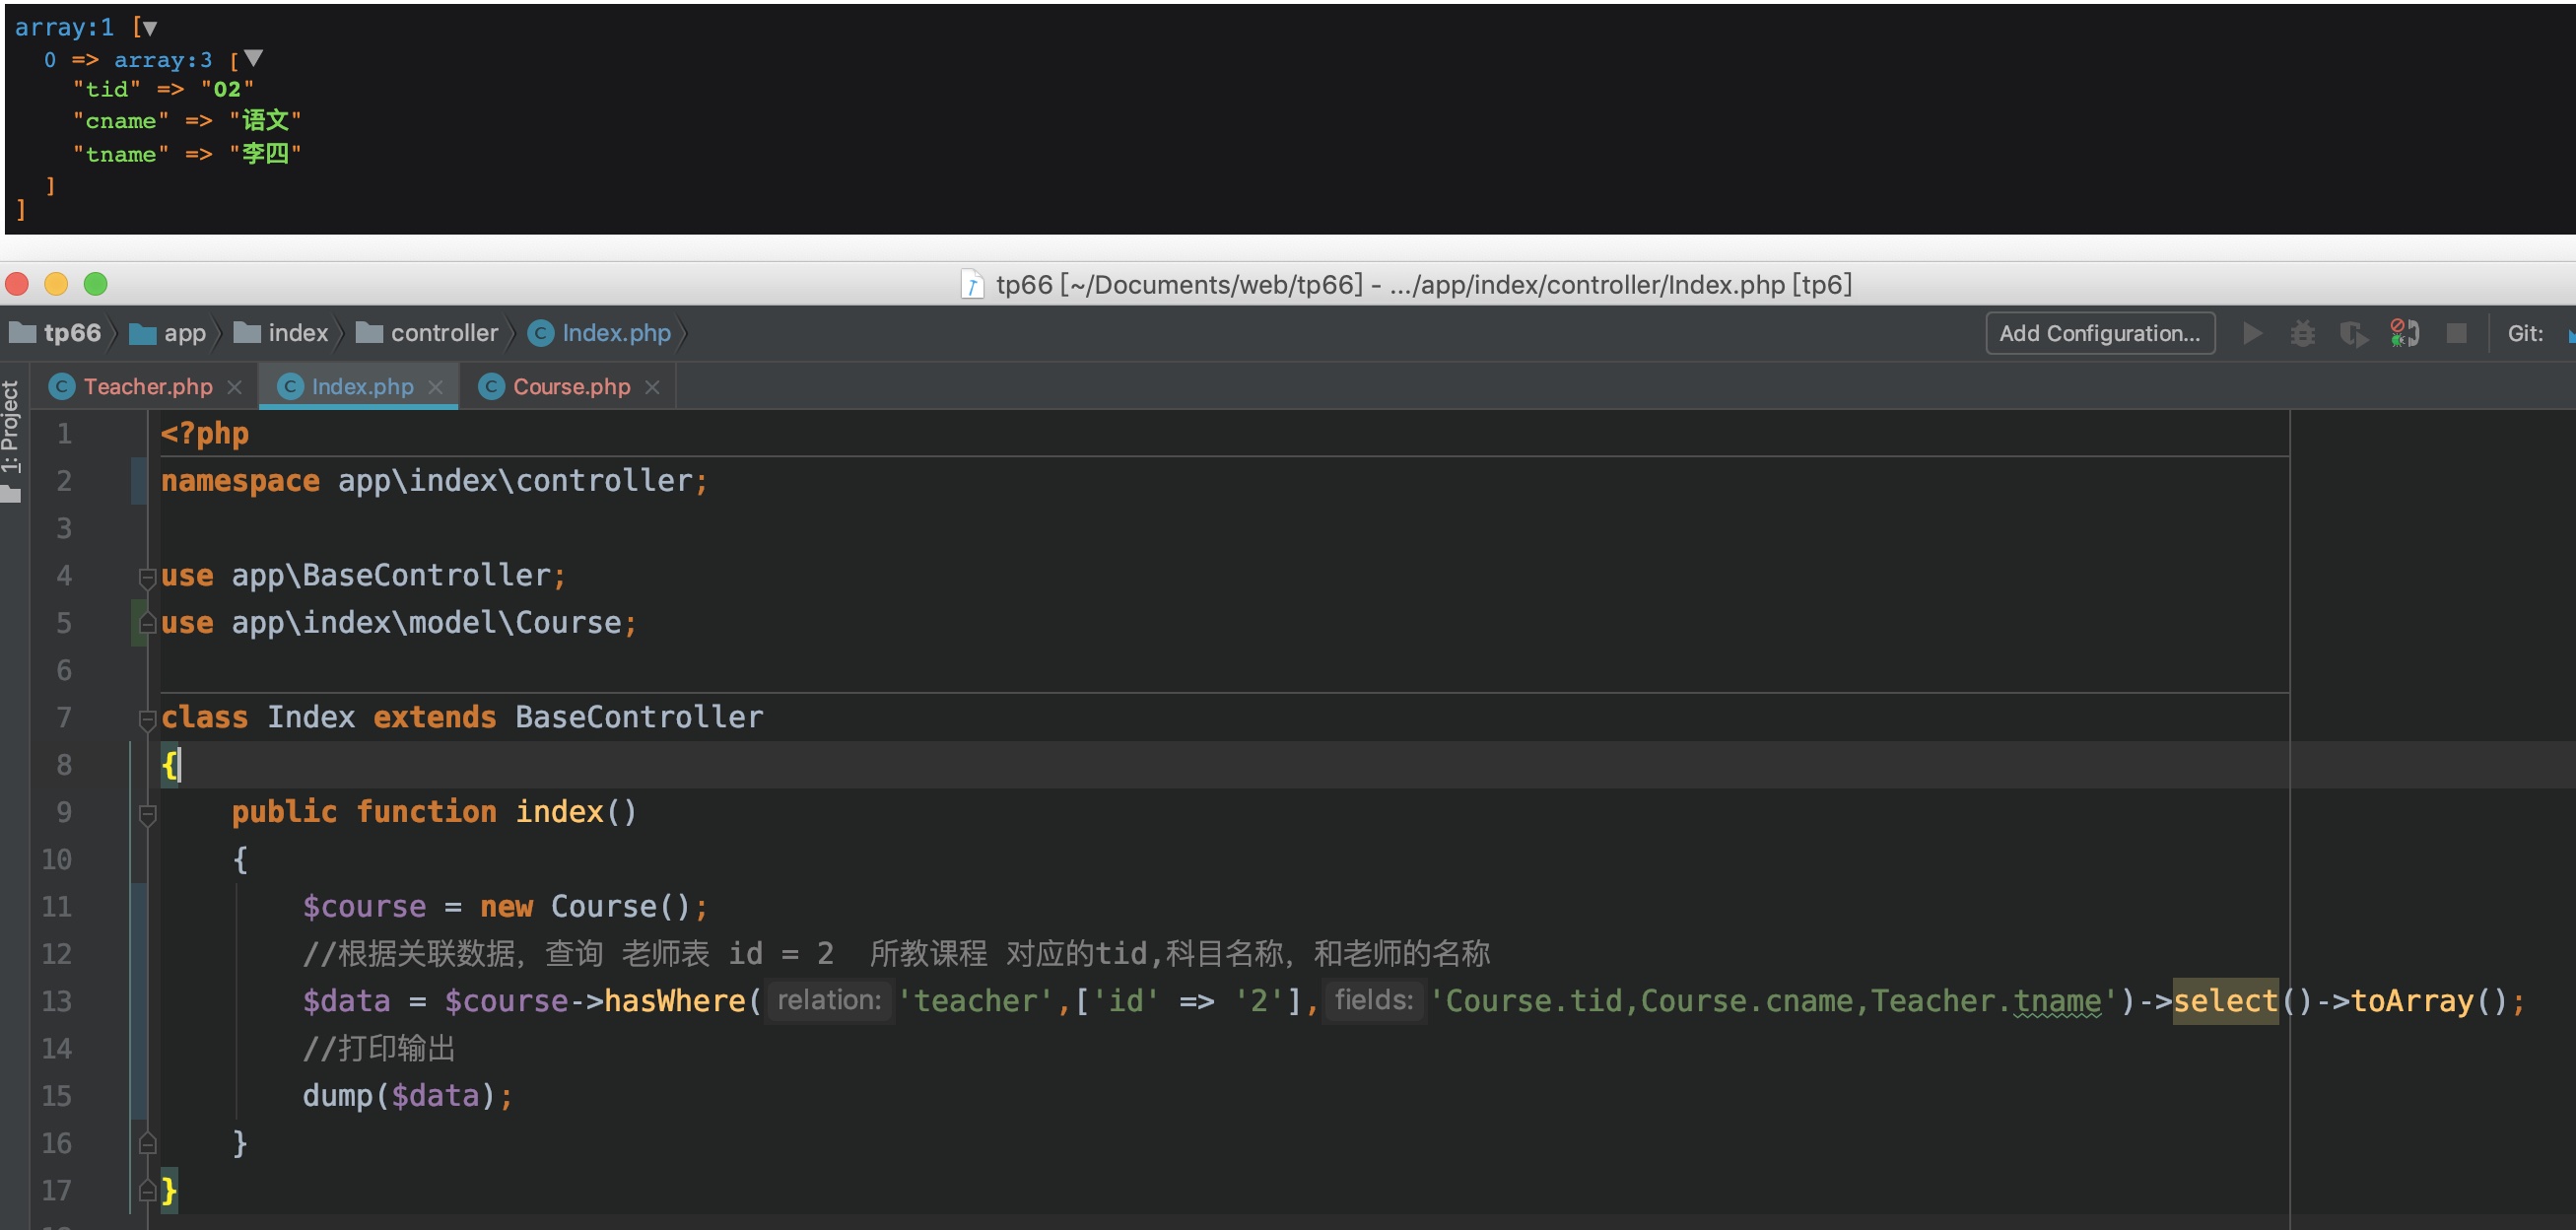 array:1 [▼
  0 => array:3 [▼
    "tid" => "02"
    "cname" => "语文"
    "tname" => "李四"
  ]
]
tp66 [~/Documents/web/tp66] - .../app/index/controller/Index.php [tp6]
tp66 app index controller Index.php Add Configuration... Git:
1: Project
Teacher.php Index.php Course.php
1 <?php
2 namespace app\index\controller;
3
4 use app\BaseController;
5 use app\index\model\Course;
6
7 class Index extends BaseController
8 {
9     public function index()
10     {
11         $course = new Course();
12         //根据关联数据，查询 老师表 id = 2  所教课程 对应的tid,科目名称，和老师的名称
13         $data = $course->hasWhere( relation: 'teacher',['id' => '2'], fields: 'Course.tid,Course.cname,Teacher.tname')->select()->toArray();
14         //打印输出
15         dump($data);
16     }
17 }